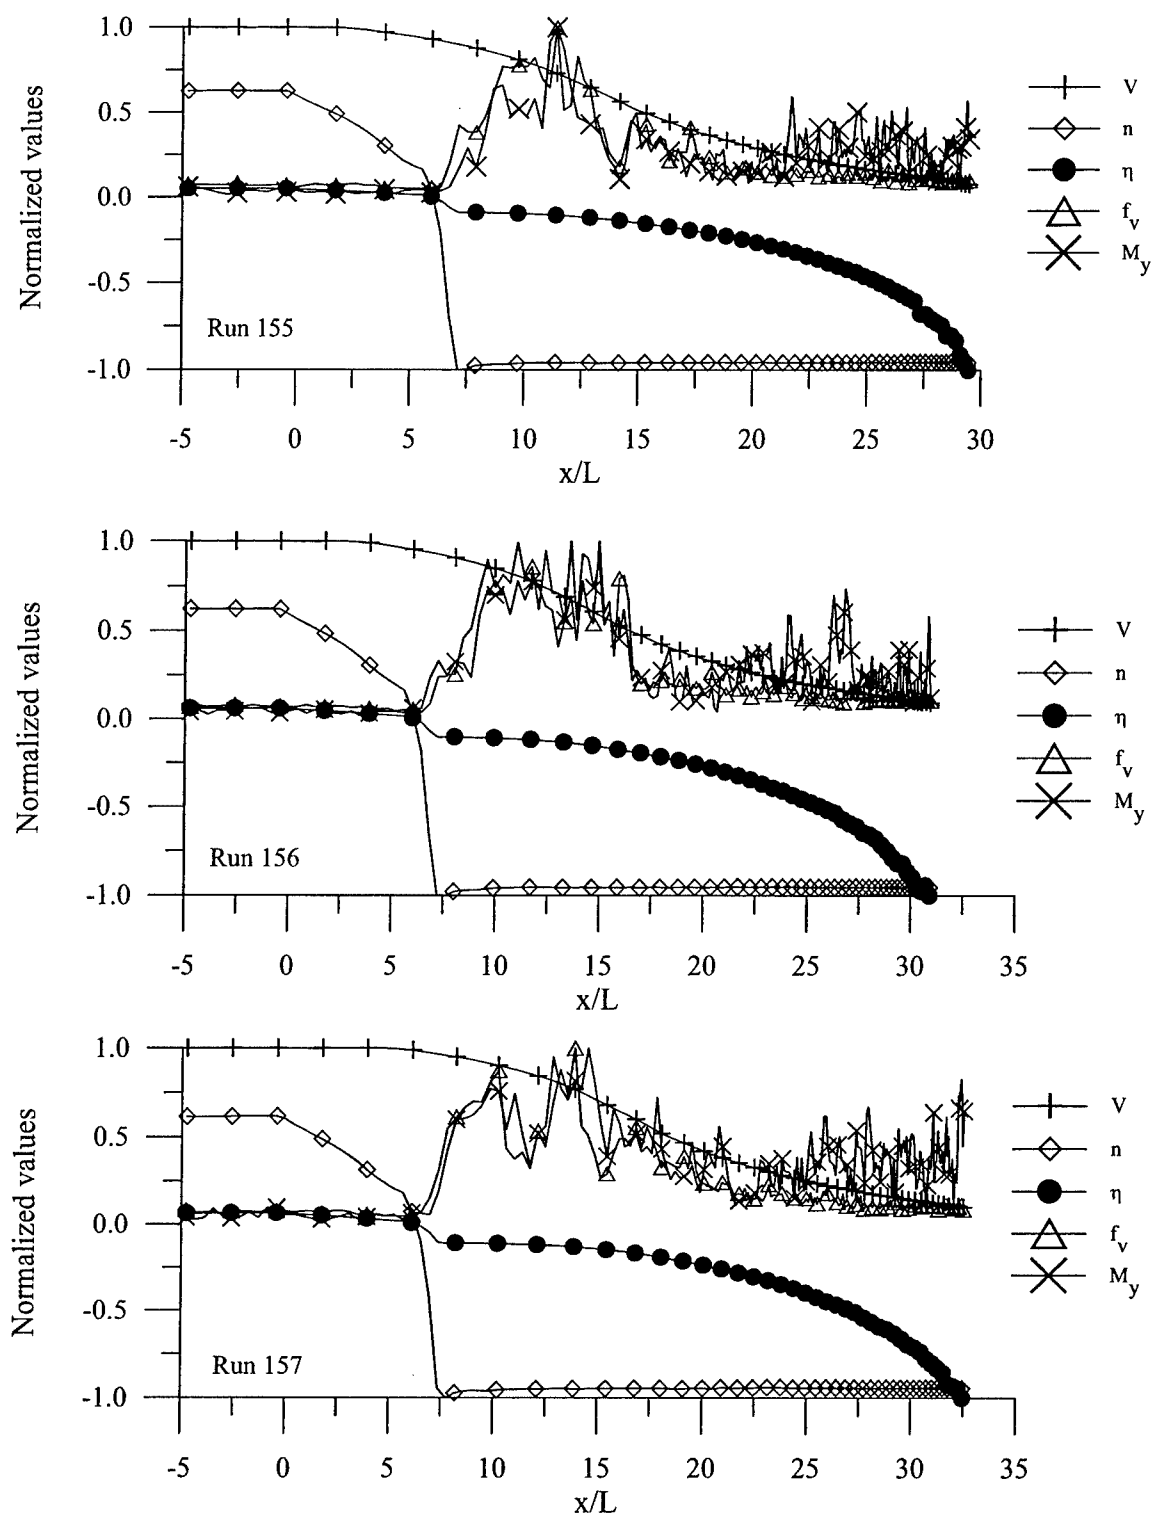 1.0
0.5
0.0
-0.5
-1.0
Normalized values
Run 155
-5 0 5 10 15 20 25 30
x/L
V
n
η
f_v
M_y
1.0
0.5
0.0
-0.5
-1.0
Normalized values
Run 156
-5 0 5 10 15 20 25 30 35
x/L
V
n
η
f_v
M_y
1.0
0.5
0.0
-0.5
-1.0
Normalized values
Run 157
-5 0 5 10 15 20 25 30 35
x/L
V
n
η
f_v
M_y